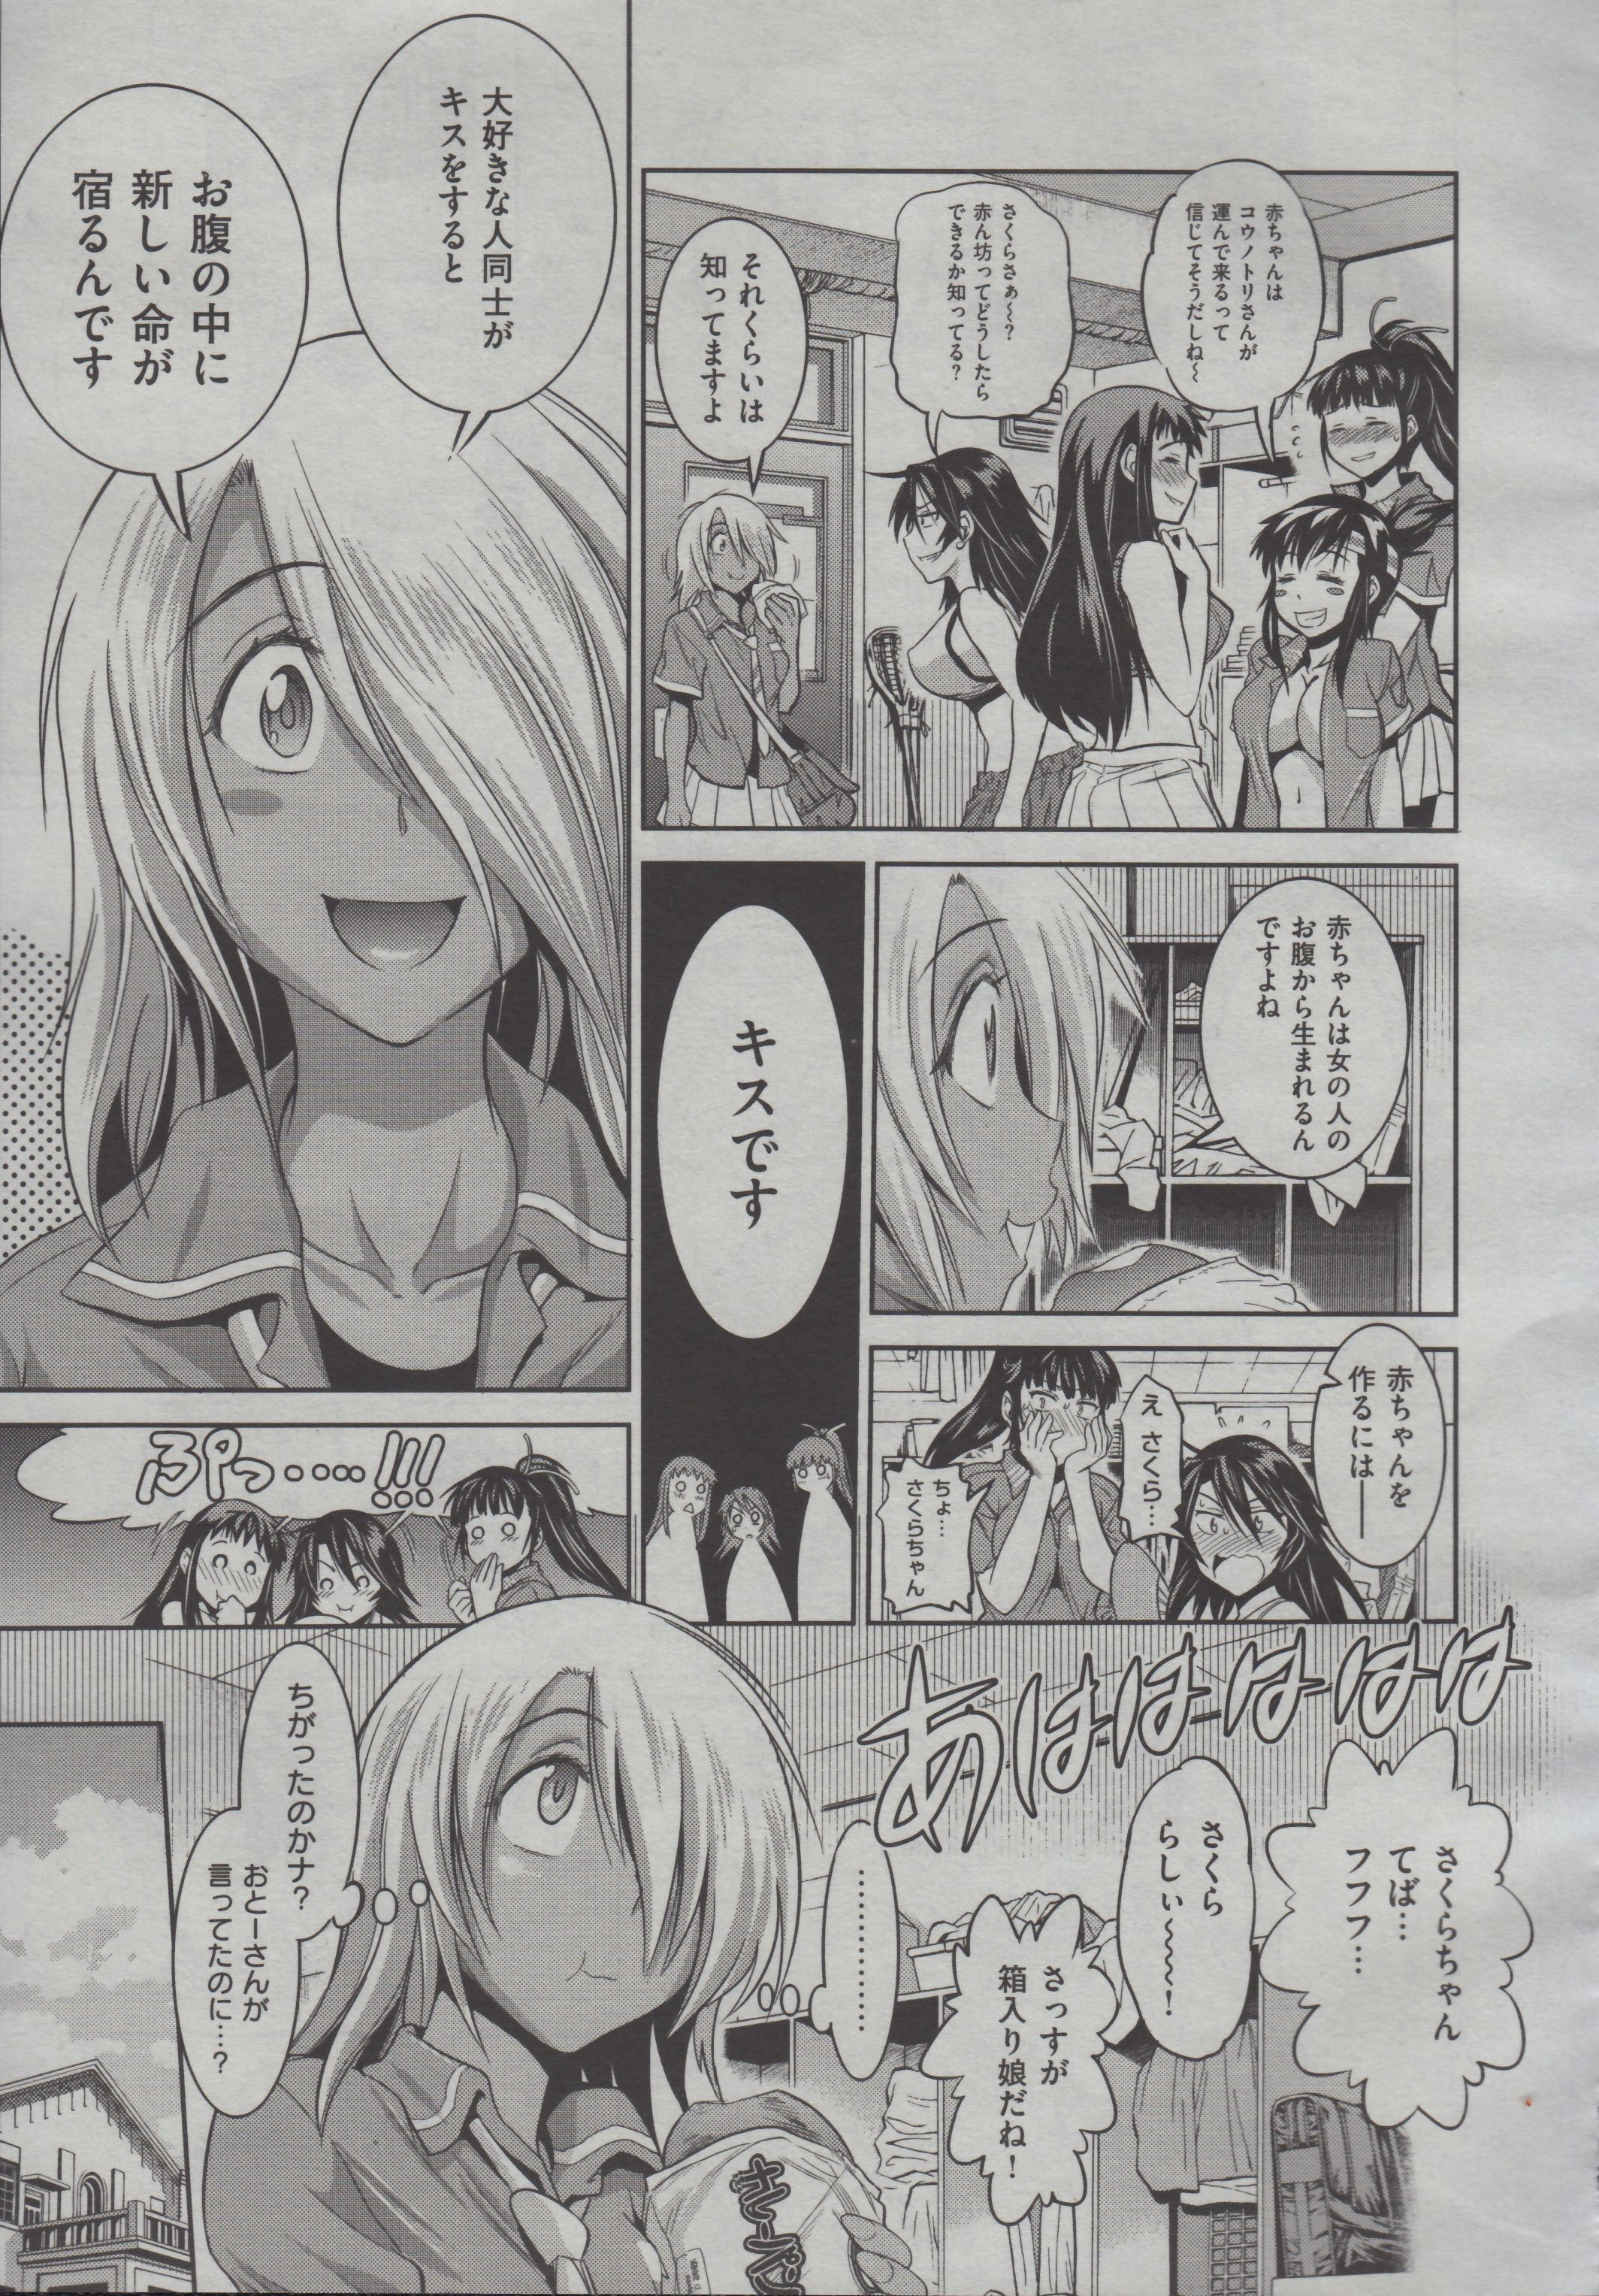 赤ちゃんは
コウノトリさんが
運んで来るって
信じてそうだしね～
さくらさぁ～？
赤ん坊ってどうしたら
できるか知ってる？
それくらいは
知ってますよ
赤ちゃんは女の人の
お腹から生まれるん
ですよね
赤ちゃんを
作るには――
え さくら…
ちょ…
さくらちゃん
キスです
大好きな人同士が
キスをすると
お腹の中に
新しい命が
宿るんです
ぷっ‥‥‥!!!
あははははは
さくらちゃん
てば…
フフフ…
さくら
らしい～～～！
さっすが
箱入り娘だね！
…………
ちがったのかナ？
おとーさんが
言ってたのに…？